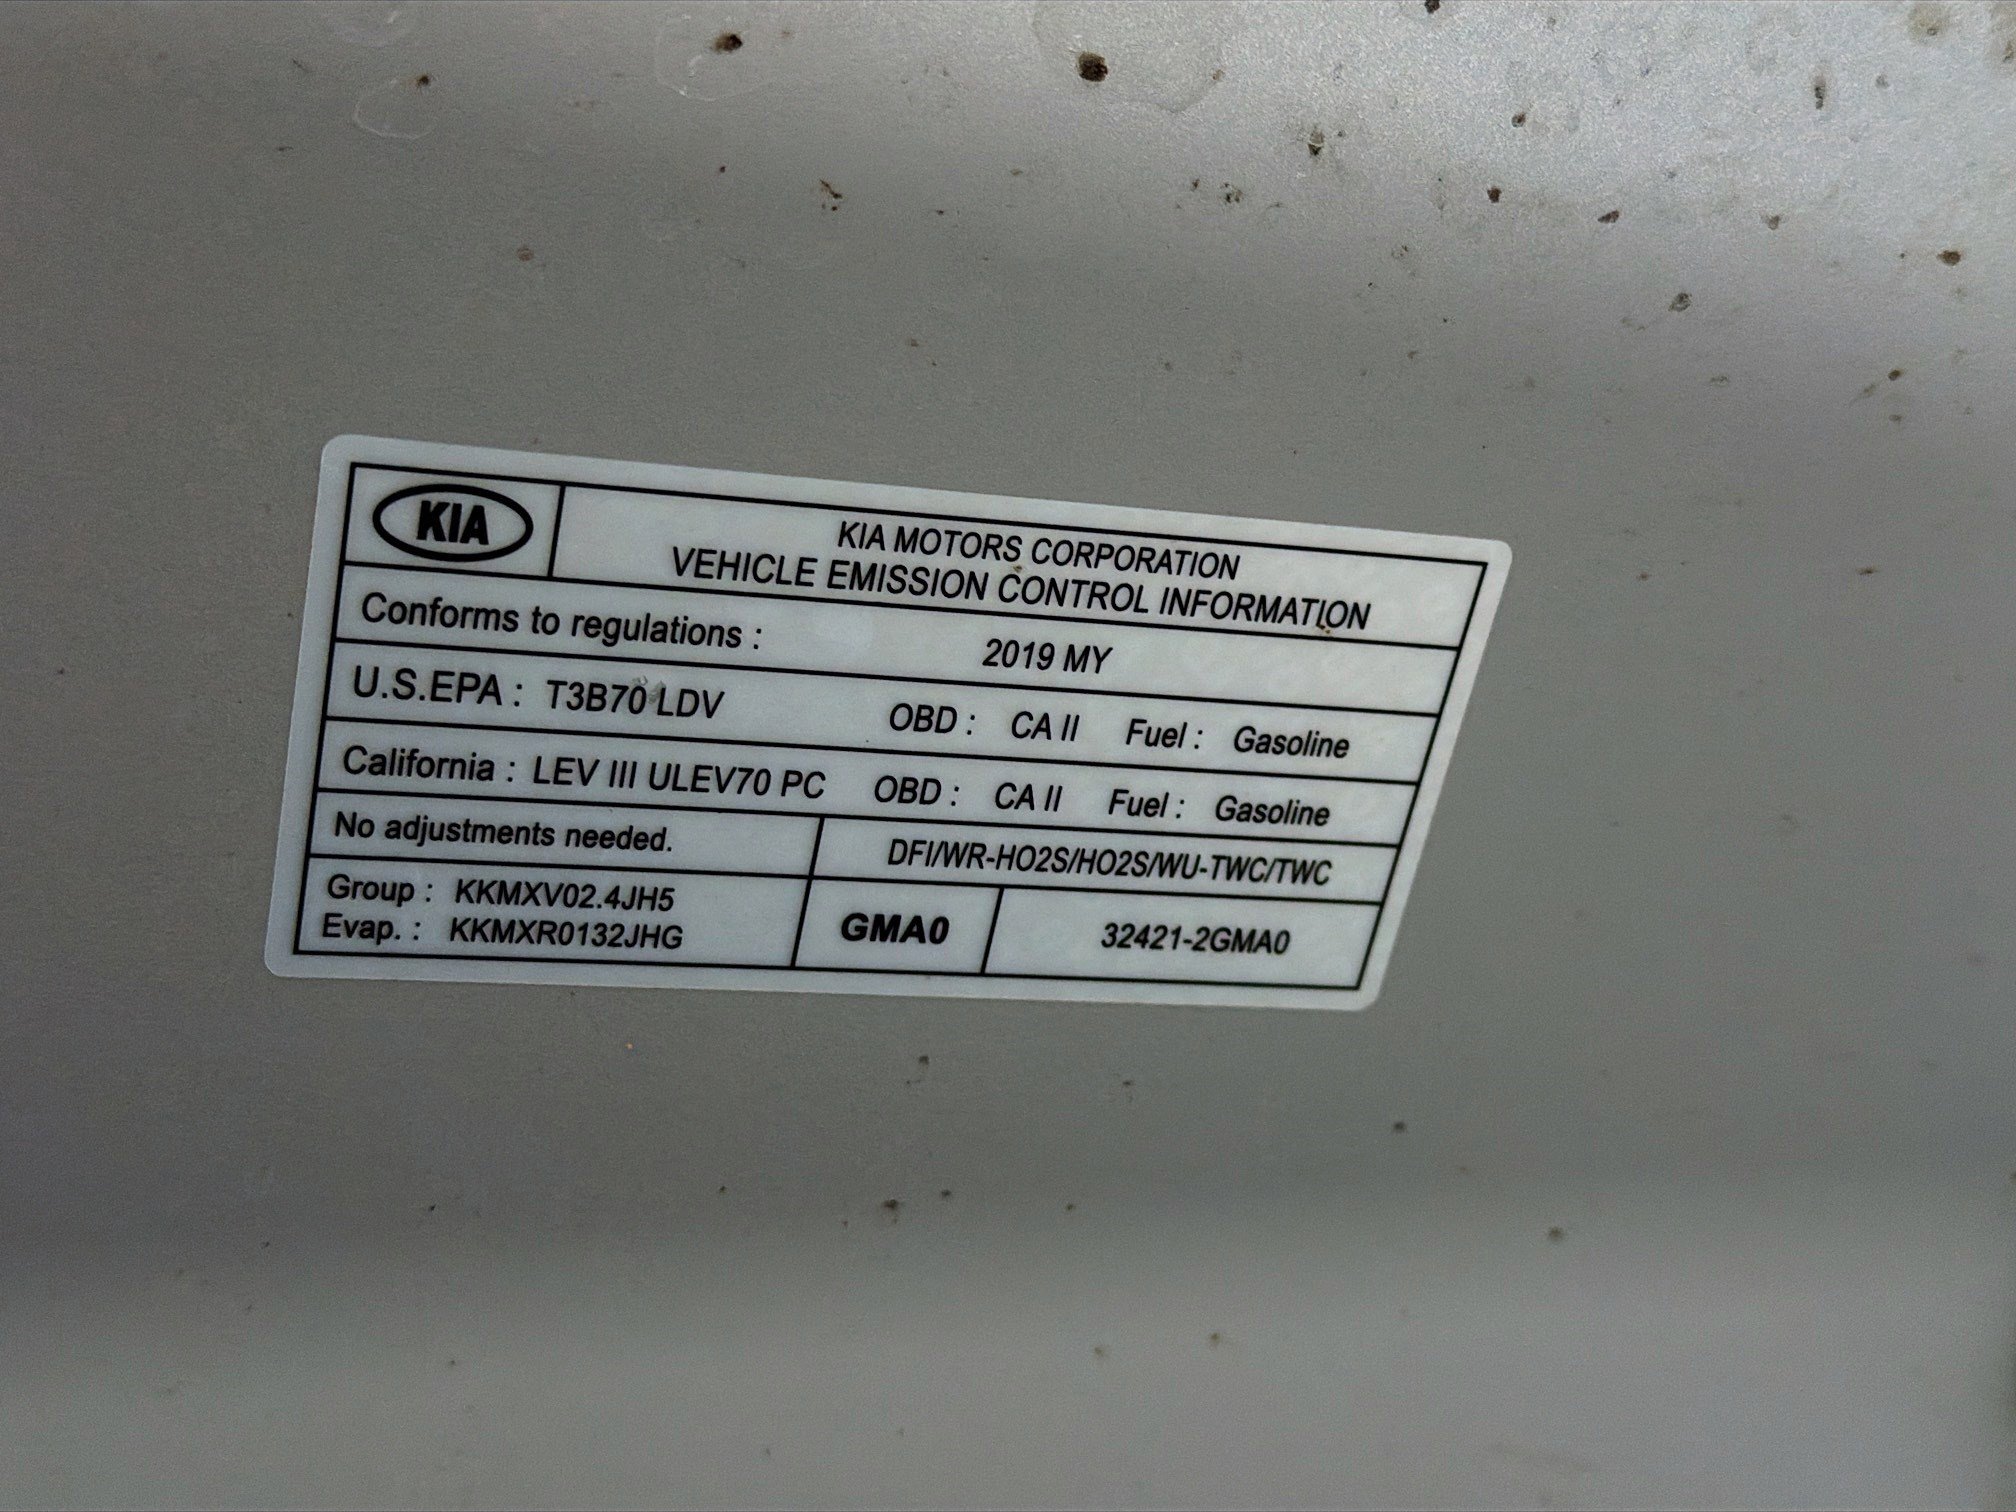 KIA
KIA MOTORS CORPORATION
VEHICLE EMISSION CONTROL INFORMATION
Conforms to regulations : 2019 MY
U.S.EPA : T3B70 LDV OBD : CA II Fuel : Gasoline
California : LEV III ULEV70 PC OBD : CA II Fuel : Gasoline
No adjustments needed. DFI/WR-HO2S/HO2S/WU-TWC/TWC
Group : KKMXV02.4JH5
Evap. : KKMXR0132JHG
GMA0
32421-2GMA0